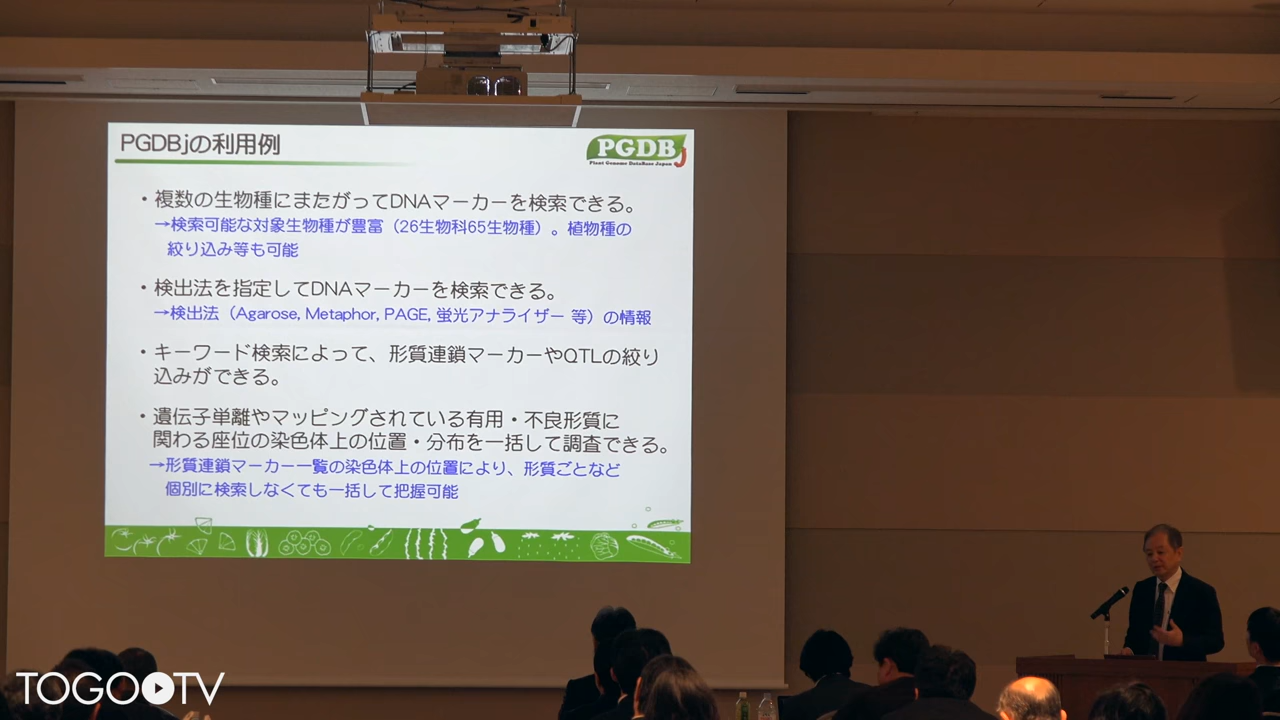 PGDBjの利用例
PGDBj
Plant Genome DataBase Japan
・複数の生物種にまたがってDNAマーカーを検索できる。
→検索可能な対象生物種が豊富（26生物科65生物種）。植物種の
絞り込み等も可能
・検出法を指定してDNAマーカーを検索できる。
→検出法（Agarose, Metaphor, PAGE, 蛍光アナライザー 等）の情報
・キーワード検索によって、形質連鎖マーカーやQTLの絞り
込みができる。
・遺伝子単離やマッピングされている有用・不良形質に
関わる座位の染色体上の位置・分布を一括して調査できる。
→形質連鎖マーカー一覧の染色体上の位置により、形質ごとなど
個別に検索しなくても一括して把握可能
TOGOTV